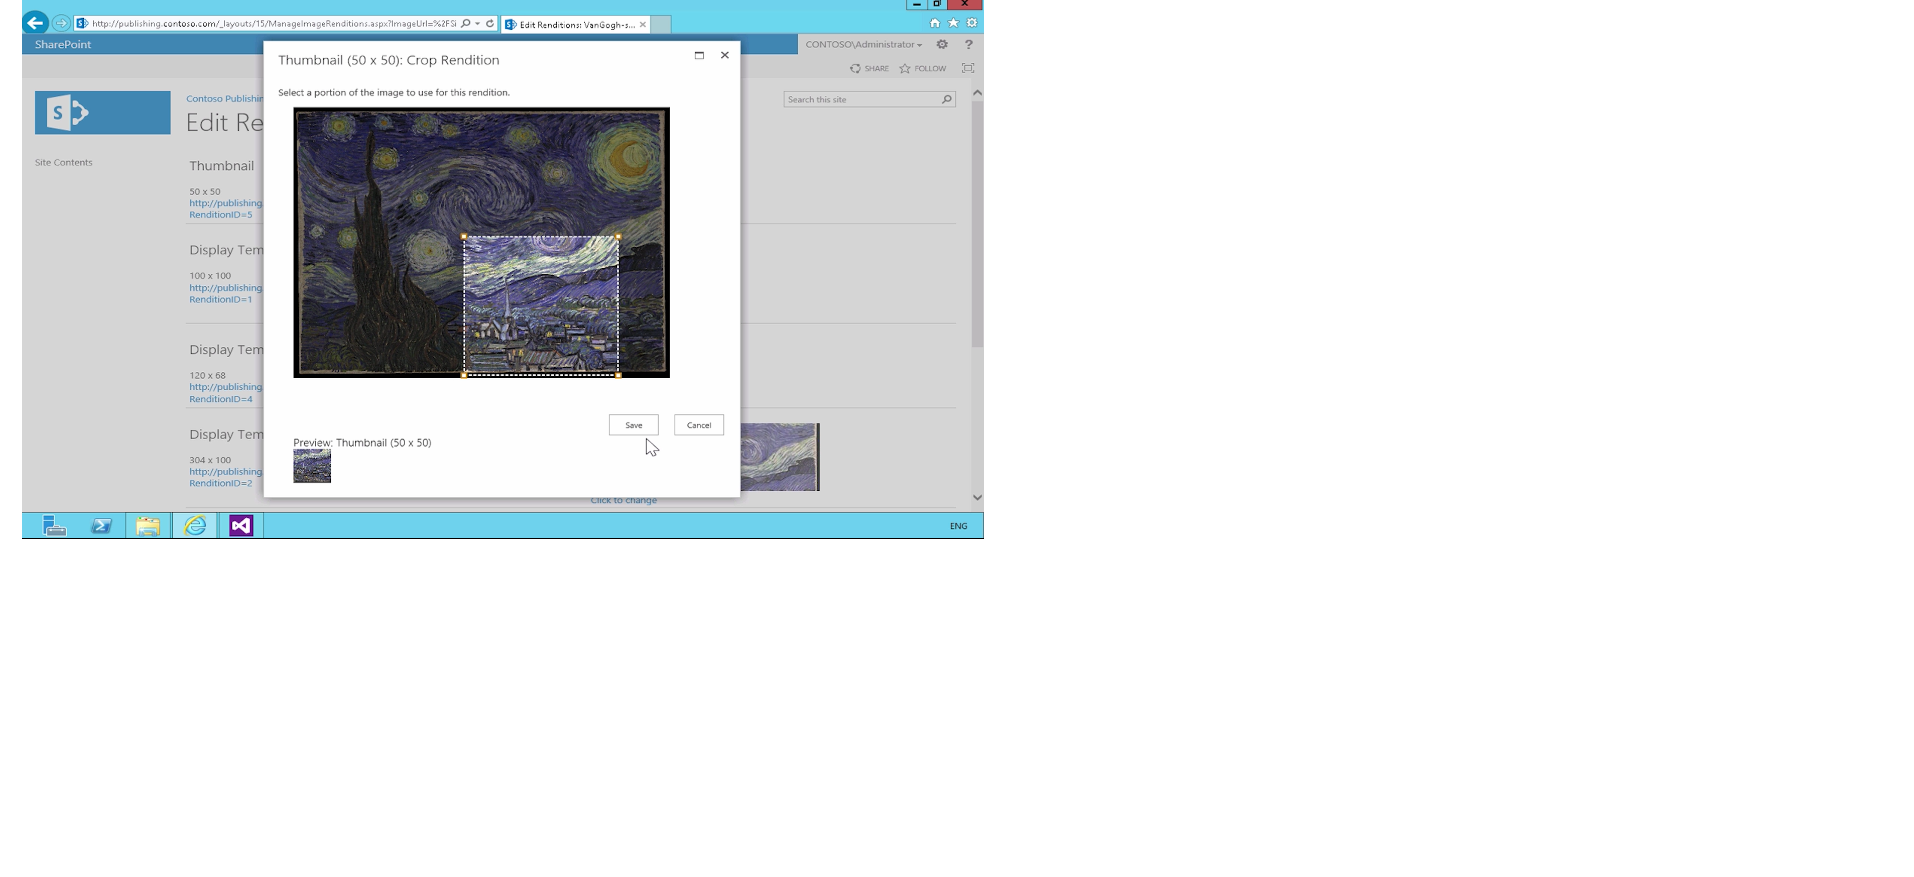 http://publishing.contoso.com/_layouts/15/ManageImageRenditions.aspx?ImageUrl=%2FSi
Edit Renditions: VanGogh-s...
SharePoint
CONTOSO\Administrator
?
SHARE
FOLLOW
Thumbnail (50 x 50): Crop Rendition
Select a portion of the image to use for this rendition.
S
Contoso Publishin
Search this site
Edit Re
Site Contents
Thumbnail
50 x 50
http://publishing.
RenditionID=5
Display Tem
100 x 100
http://publishing.
RenditionID=1
Display Tem
120 x 68
http://publishing.
RenditionID=4
Save
Cancel
Display Tem
Preview: Thumbnail (50 x 50)
304 x 100
http://publishing.
RenditionID=2
Click to change
ENG